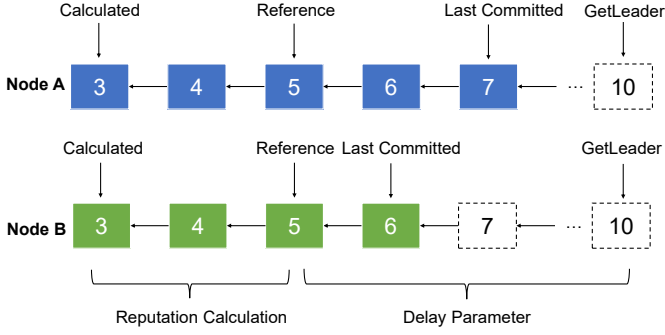 Calculated Reference Last Committed GetLeader
Node A 3 4 5 6 7 ... 10
Calculated Reference Last Committed GetLeader
Node B 3 4 5 6 7 ... 10
Reputation Calculation Delay Parameter